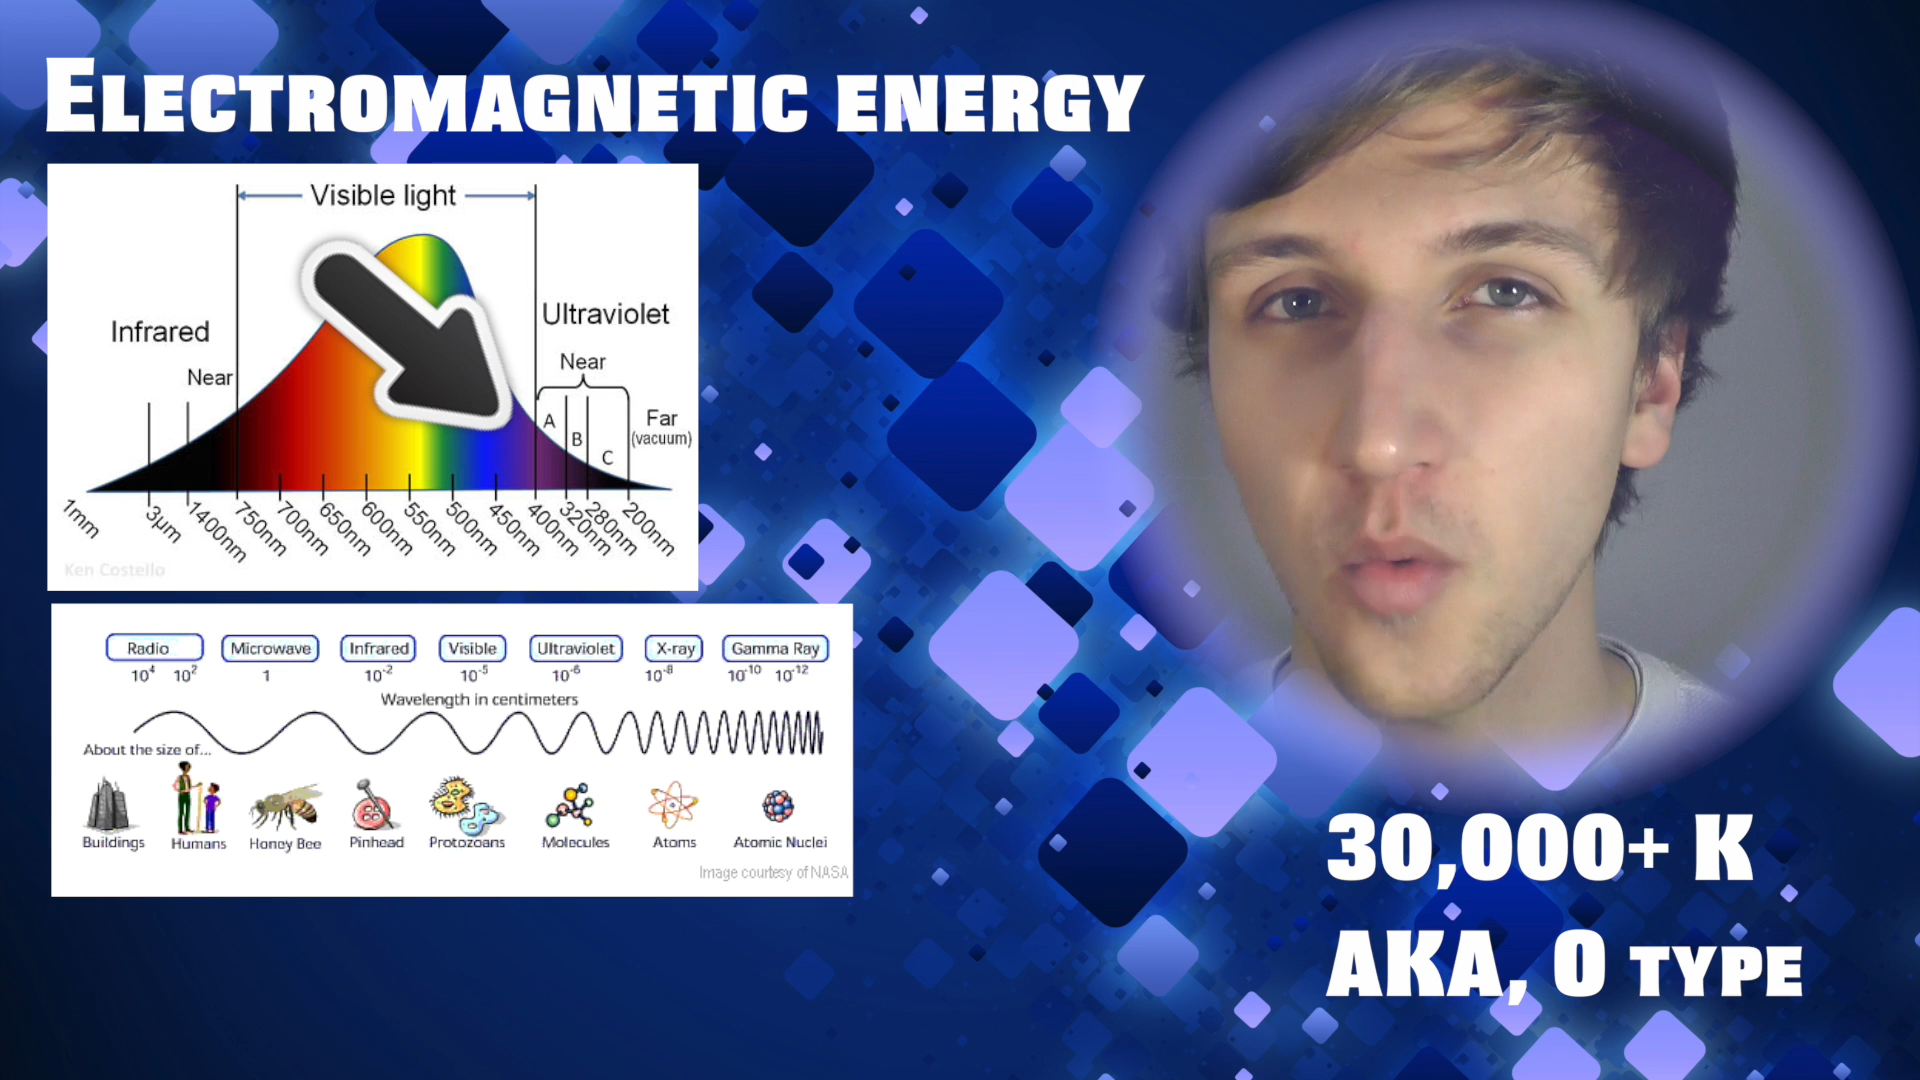 ELECTROMAGNETIC ENERGY
Visible light
Infrared
Near
Ultraviolet
Near
A
B
C
Far
(vacuum)
1mm
3µm
1400nm
750nm
700nm
650nm
600nm
550nm
500nm
450nm
400nm
320nm
280nm
200nm
Ken Costello
Radio Microwave Infrared Visible Ultraviolet X-ray Gamma Ray
10⁴ 10² 1 10⁻² 10⁻⁵ 10⁻⁶ 10⁻⁸ 10⁻¹⁰ 10⁻¹²
Wavelength in centimeters
About the size of...
Buildings Humans Honey Bee Pinhead Protozoans Molecules Atoms Atomic Nuclei
Image courtesy of NASA
30,000+ K
AKA, O TYPE